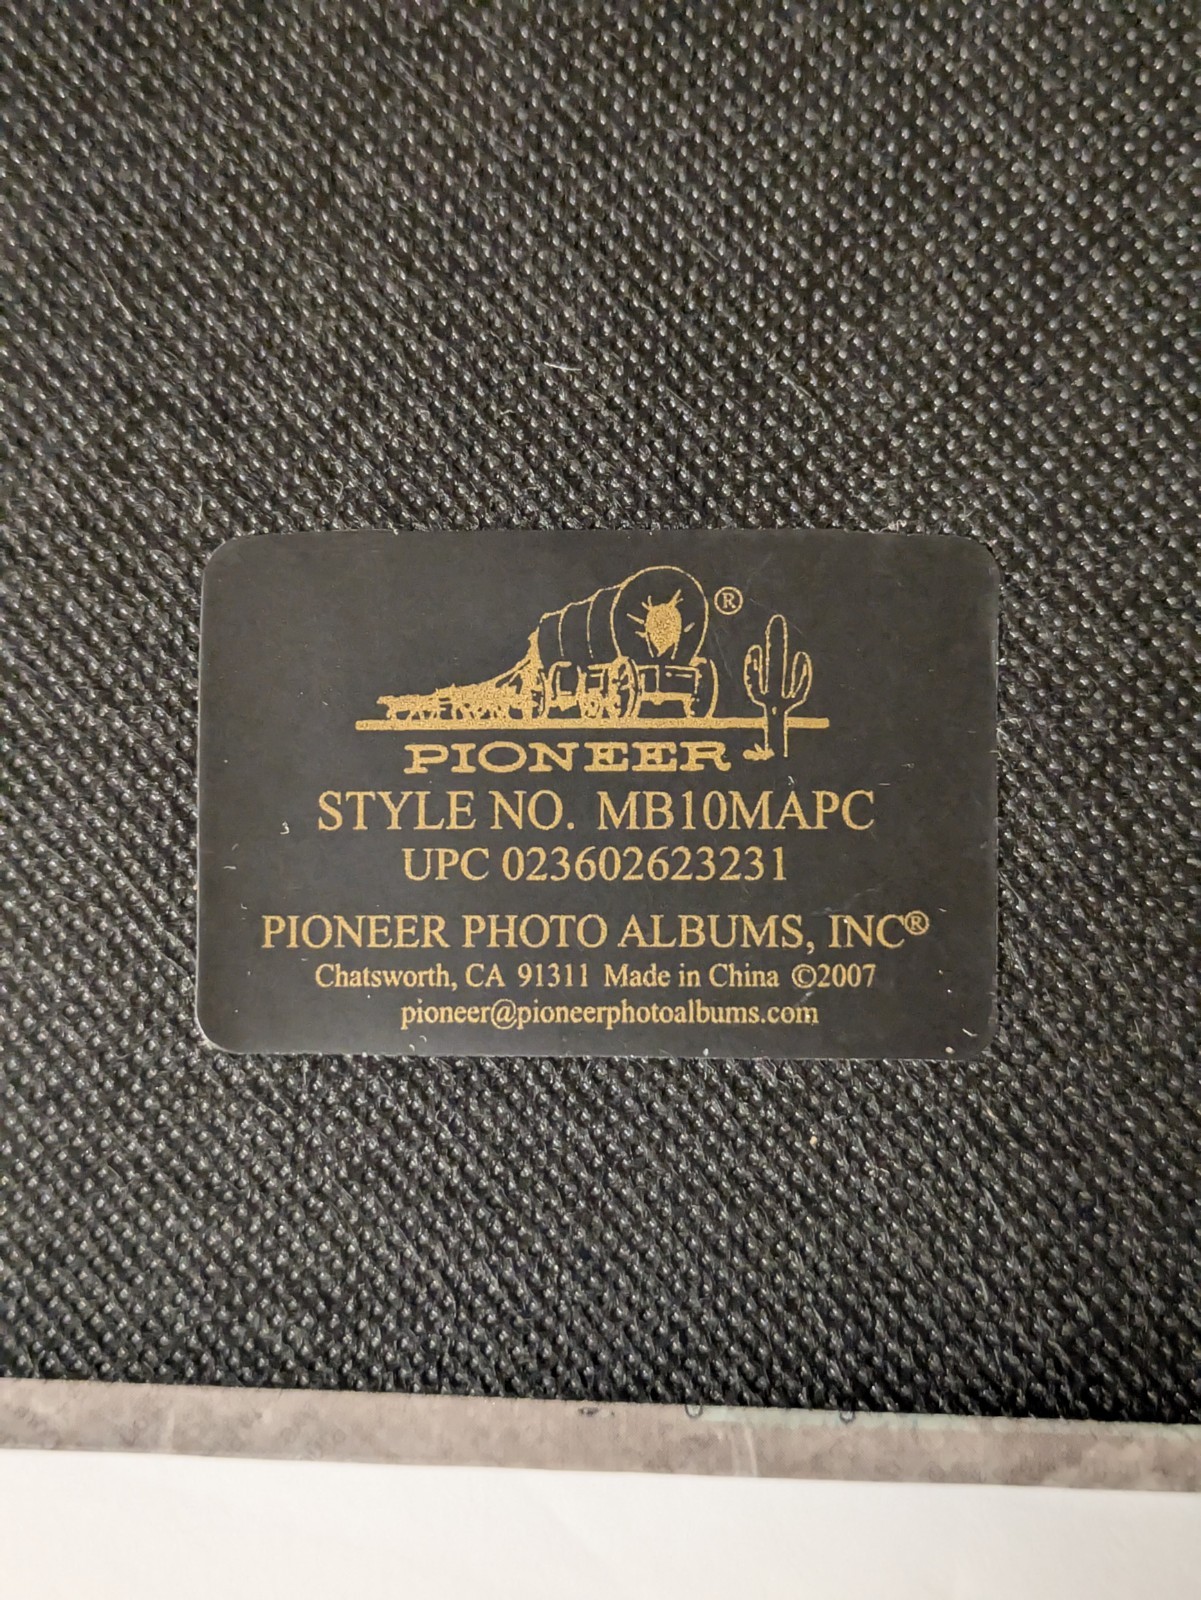 ®
PIONEER
STYLE NO. MB10MAPC
UPC 023602623231
PIONEER PHOTO ALBUMS, INC®
Chatsworth, CA 91311 Made in China ©2007
pioneer@pioneerphotoalbums.com